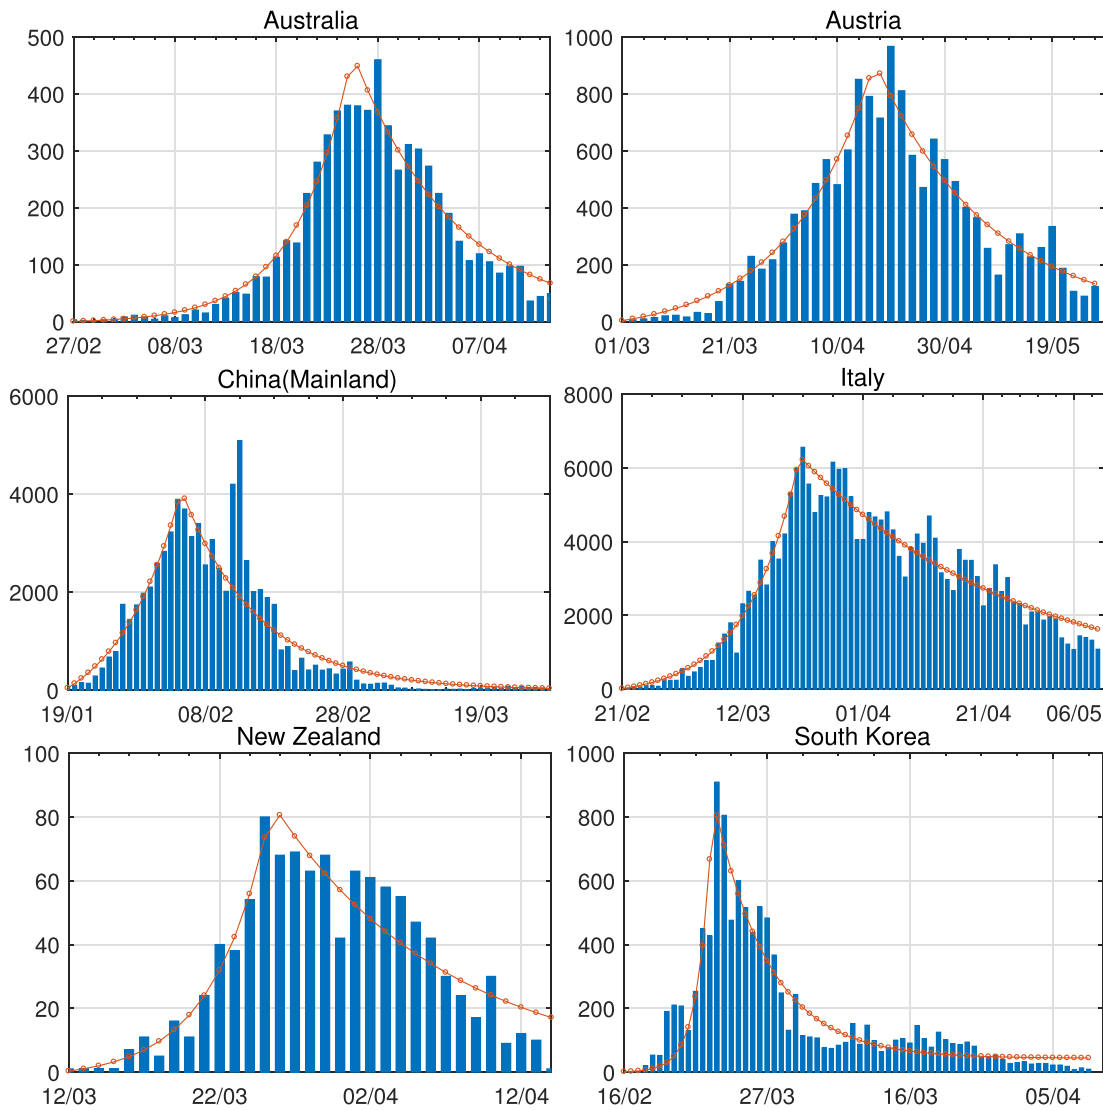 Australia
500
400
300
200
100
0
27/02 08/03 18/03 28/03 07/04
Austria
1000
800
600
400
200
0
01/03 21/03 10/04 30/04 19/05
China(Mainland)
6000
4000
2000
0
19/01 08/02 28/02 19/03
Italy
8000
6000
4000
2000
0
21/02 12/03 01/04 21/04 06/05
New Zealand
100
80
60
40
20
0
12/03 22/03 02/04 12/04
South Korea
1000
800
600
400
200
0
16/02 27/03 16/03 05/04